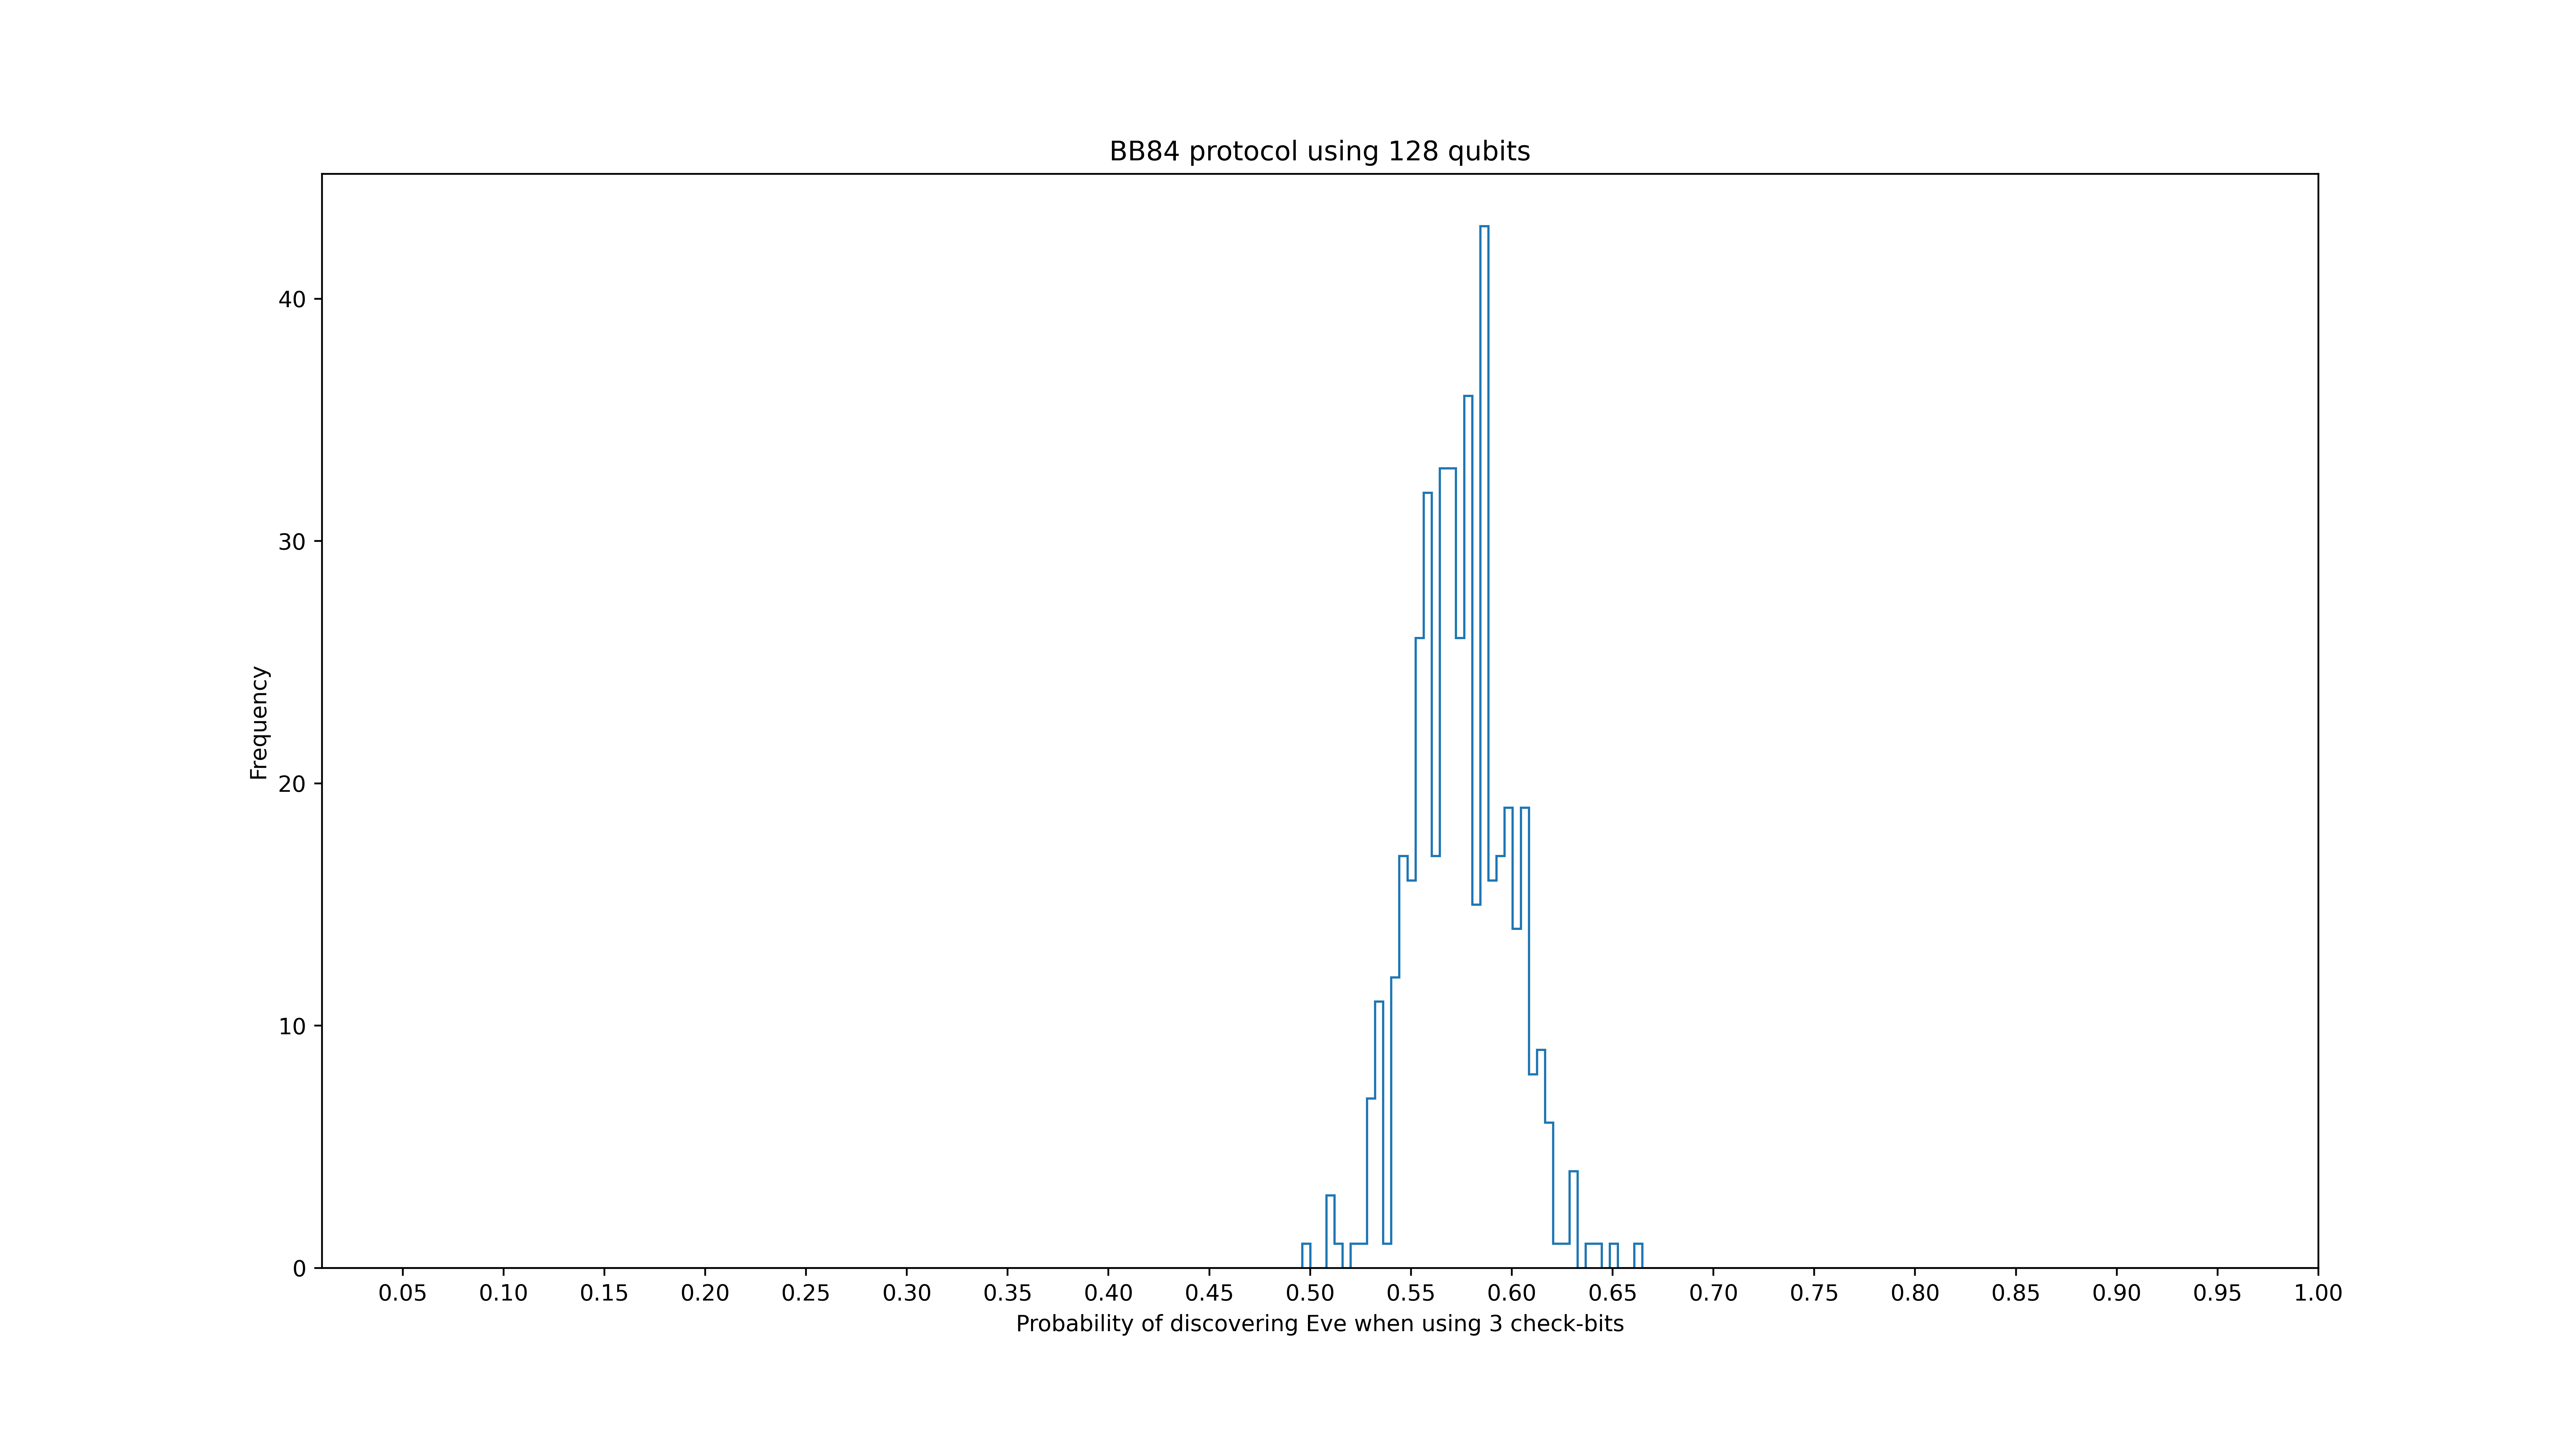 BB84 protocol using 128 qubits
40
30
20
10
0
Frequency
0.05 0.10 0.15 0.20 0.25 0.30 0.35 0.40 0.45 0.50 0.55 0.60 0.65 0.70 0.75 0.80 0.85 0.90 0.95 1.00
Probability of discovering Eve when using 3 check-bits